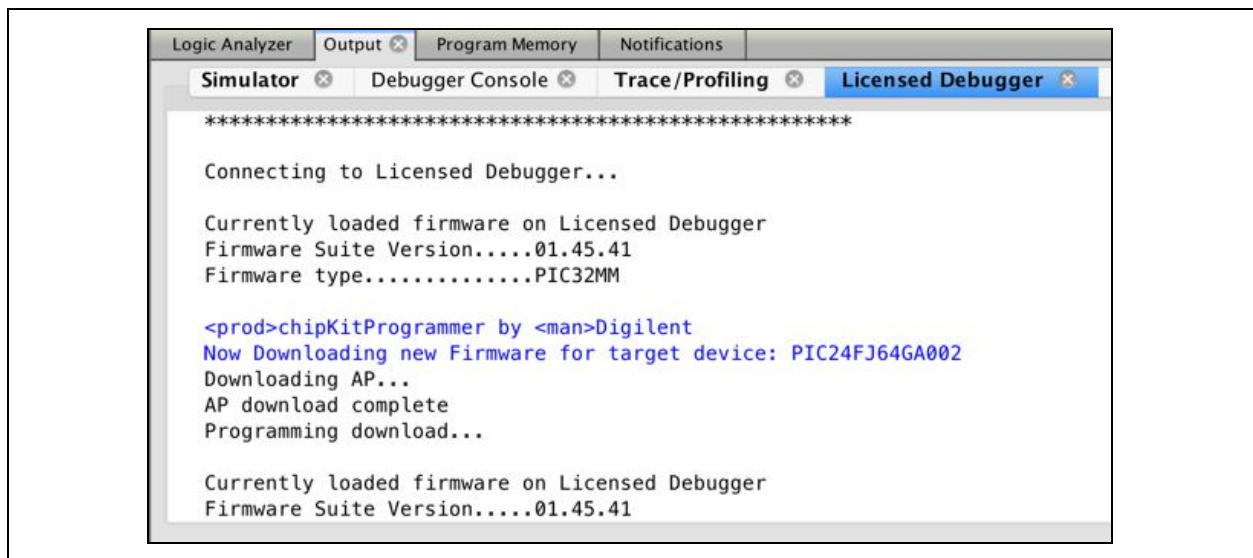 Logic Analyzer Output Program Memory Notifications
Simulator Debugger Console Trace/Profiling Licensed Debugger
*****************************************************
Connecting to Licensed Debugger...
Currently loaded firmware on Licensed Debugger
Firmware Suite Version.....01.45.41
Firmware type..............PIC32MM
<prod>chipKitProgrammer by <man>Digilent
Now Downloading new Firmware for target device: PIC24FJ64GA002
Downloading AP...
AP download complete
Programming download...
Currently loaded firmware on Licensed Debugger
Firmware Suite Version.....01.45.41